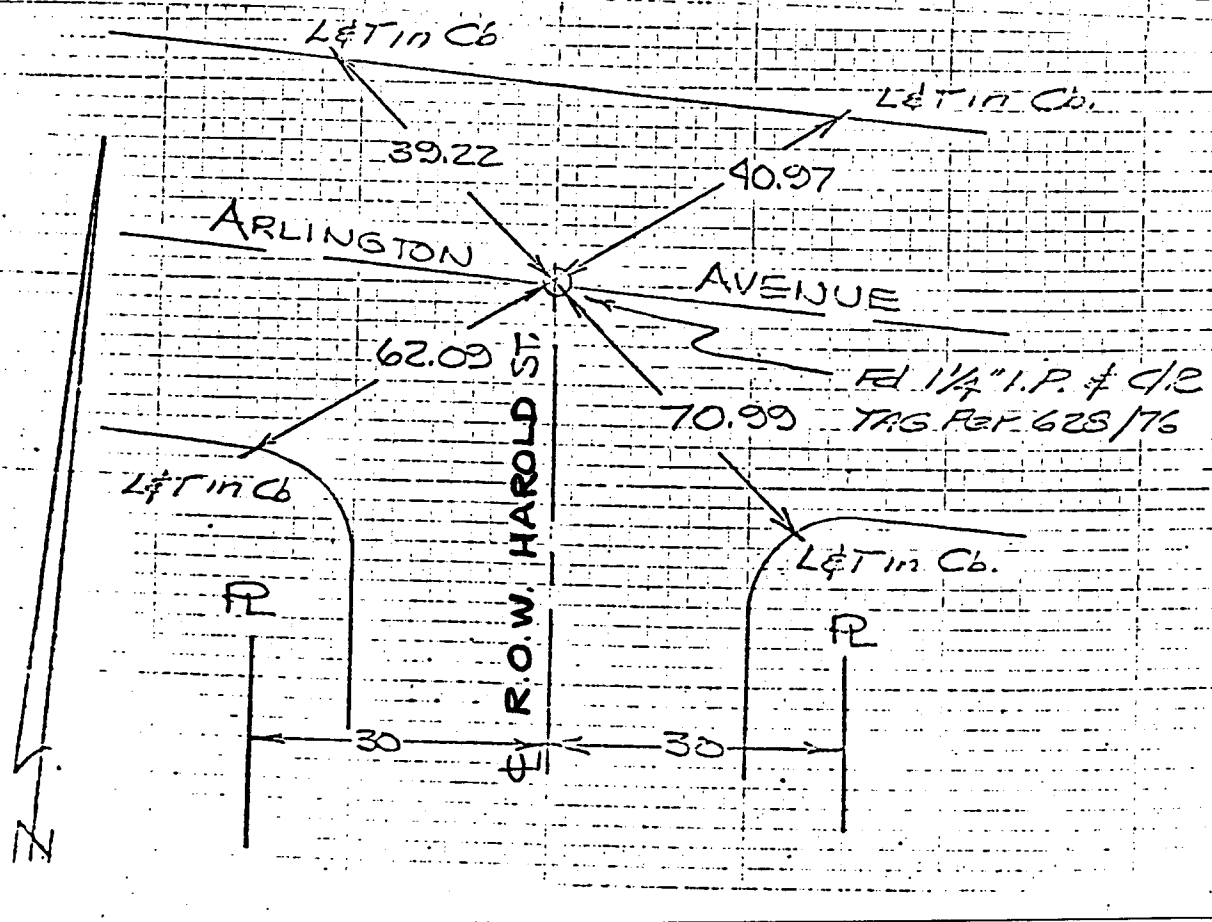 L&T in Cb
L&T in Cb.
39.22
40.97
ARLINGTON AVENUE
62.09
70.99
Fd 1¼" I.P. & C/R
TAG Per 628/76
L&T in Cb
L&T in Cb.
℄ R.O.W. HAROLD ST.
PL
PL
30
30
N